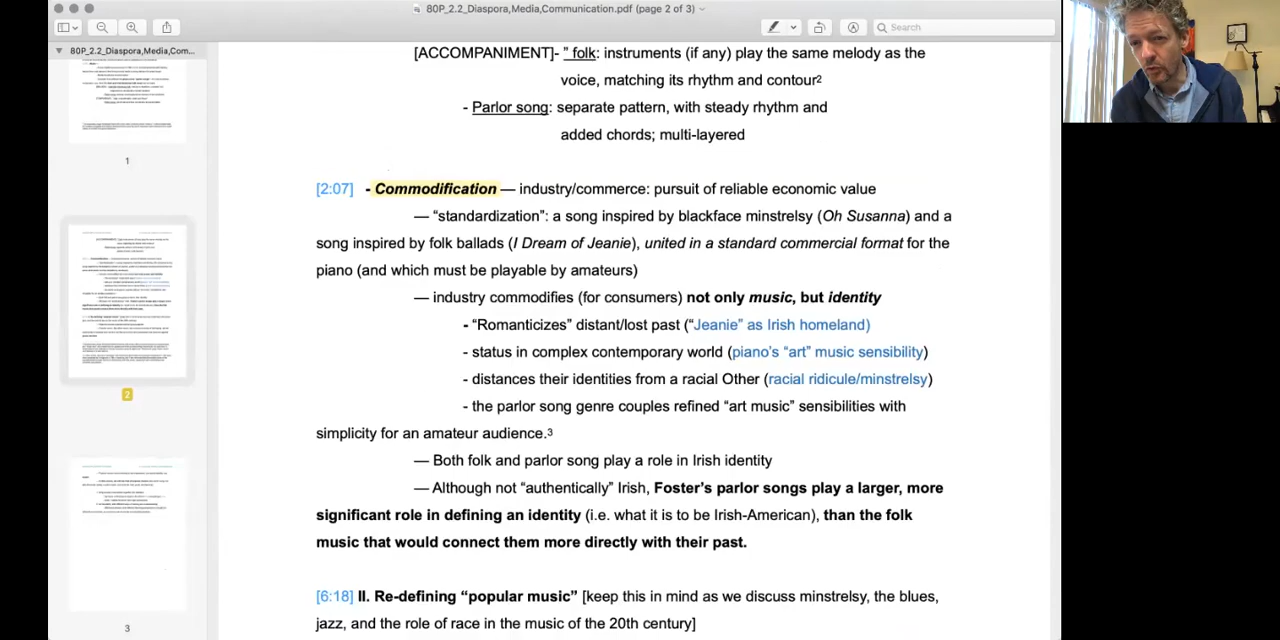 80P_2.2_Diaspora,Media,Communication.pdf (page 2 of 3)
Search
80P_2.2_Diaspora,Media,Com...
1
2
3
[ACCOMPANIMENT]- " folk: instruments (if any) play the same melody as the
voice, matching its rhythm and contour2
- Parlor song: separate pattern, with steady rhythm and
added chords; multi-layered
[2:07] - Commodification — industry/commerce: pursuit of reliable economic value
— “standardization”: a song inspired by blackface minstrelsy (Oh Susanna) and a
song inspired by folk ballads (I Dream of Jeanie), united in a standard commercial format for the
piano (and which must be playable by amateurs)
— industry commodifies (for consumers) not only music, but identity
- “Romanticizes” distant/lost past (“Jeanie” as Irish homeland)
- status in complex contemporary world (piano’s “art” music sensibility)
- distances their identities from a racial Other (racial ridicule/minstrelsy)
- the parlor song genre couples refined “art music” sensibilities with
simplicity for an amateur audience.3
— Both folk and parlor song play a role in Irish identity
— Although not “authentically” Irish, Foster’s parlor songs play a larger, more
significant role in defining an identity (i.e. what it is to be Irish-American), than the folk
music that would connect them more directly with their past.
[6:18] II. Re-defining “popular music” [keep this in mind as we discuss minstrelsy, the blues,
jazz, and the role of race in the music of the 20th century]